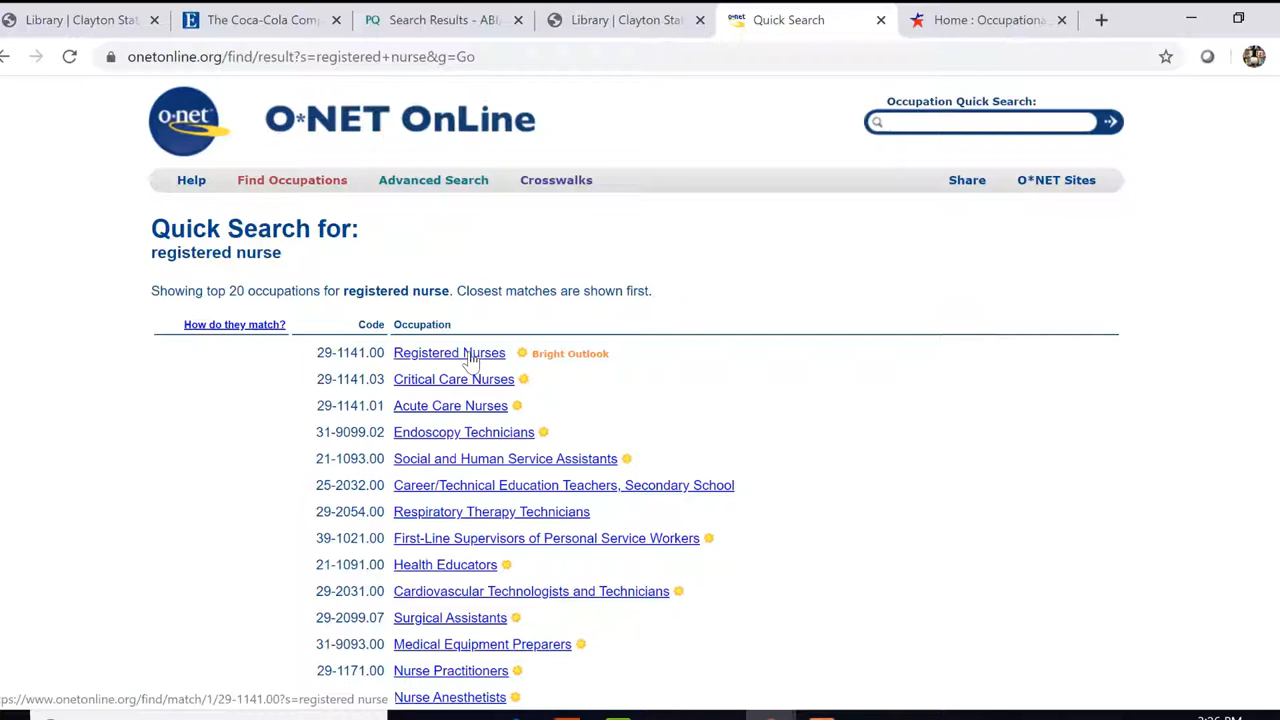 Library | Clayton Stat
The Coca-Cola Comp
PQ Search Results - ABI/
Library | Clayton Stat
Quick Search
Home : Occupationa
onetonline.org/find/result?s=registered+nurse&g=Go
o·net
O*NET OnLine
Occupation Quick Search:
Help Find Occupations Advanced Search Crosswalks Share O*NET Sites
Quick Search for:
registered nurse
Showing top 20 occupations for registered nurse. Closest matches are shown first.
How do they match? Code Occupation
29-1141.00 Registered Nurses Bright Outlook
29-1141.03 Critical Care Nurses
29-1141.01 Acute Care Nurses
31-9099.02 Endoscopy Technicians
21-1093.00 Social and Human Service Assistants
25-2032.00 Career/Technical Education Teachers, Secondary School
29-2054.00 Respiratory Therapy Technicians
39-1021.00 First-Line Supervisors of Personal Service Workers
21-1091.00 Health Educators
29-2031.00 Cardiovascular Technologists and Technicians
29-2099.07 Surgical Assistants
31-9093.00 Medical Equipment Preparers
29-1171.00 Nurse Practitioners
Nurse Anesthetists
ps://www.onetonline.org/find/match/1/29-1141.00?s=registered nurse
3:26 PM